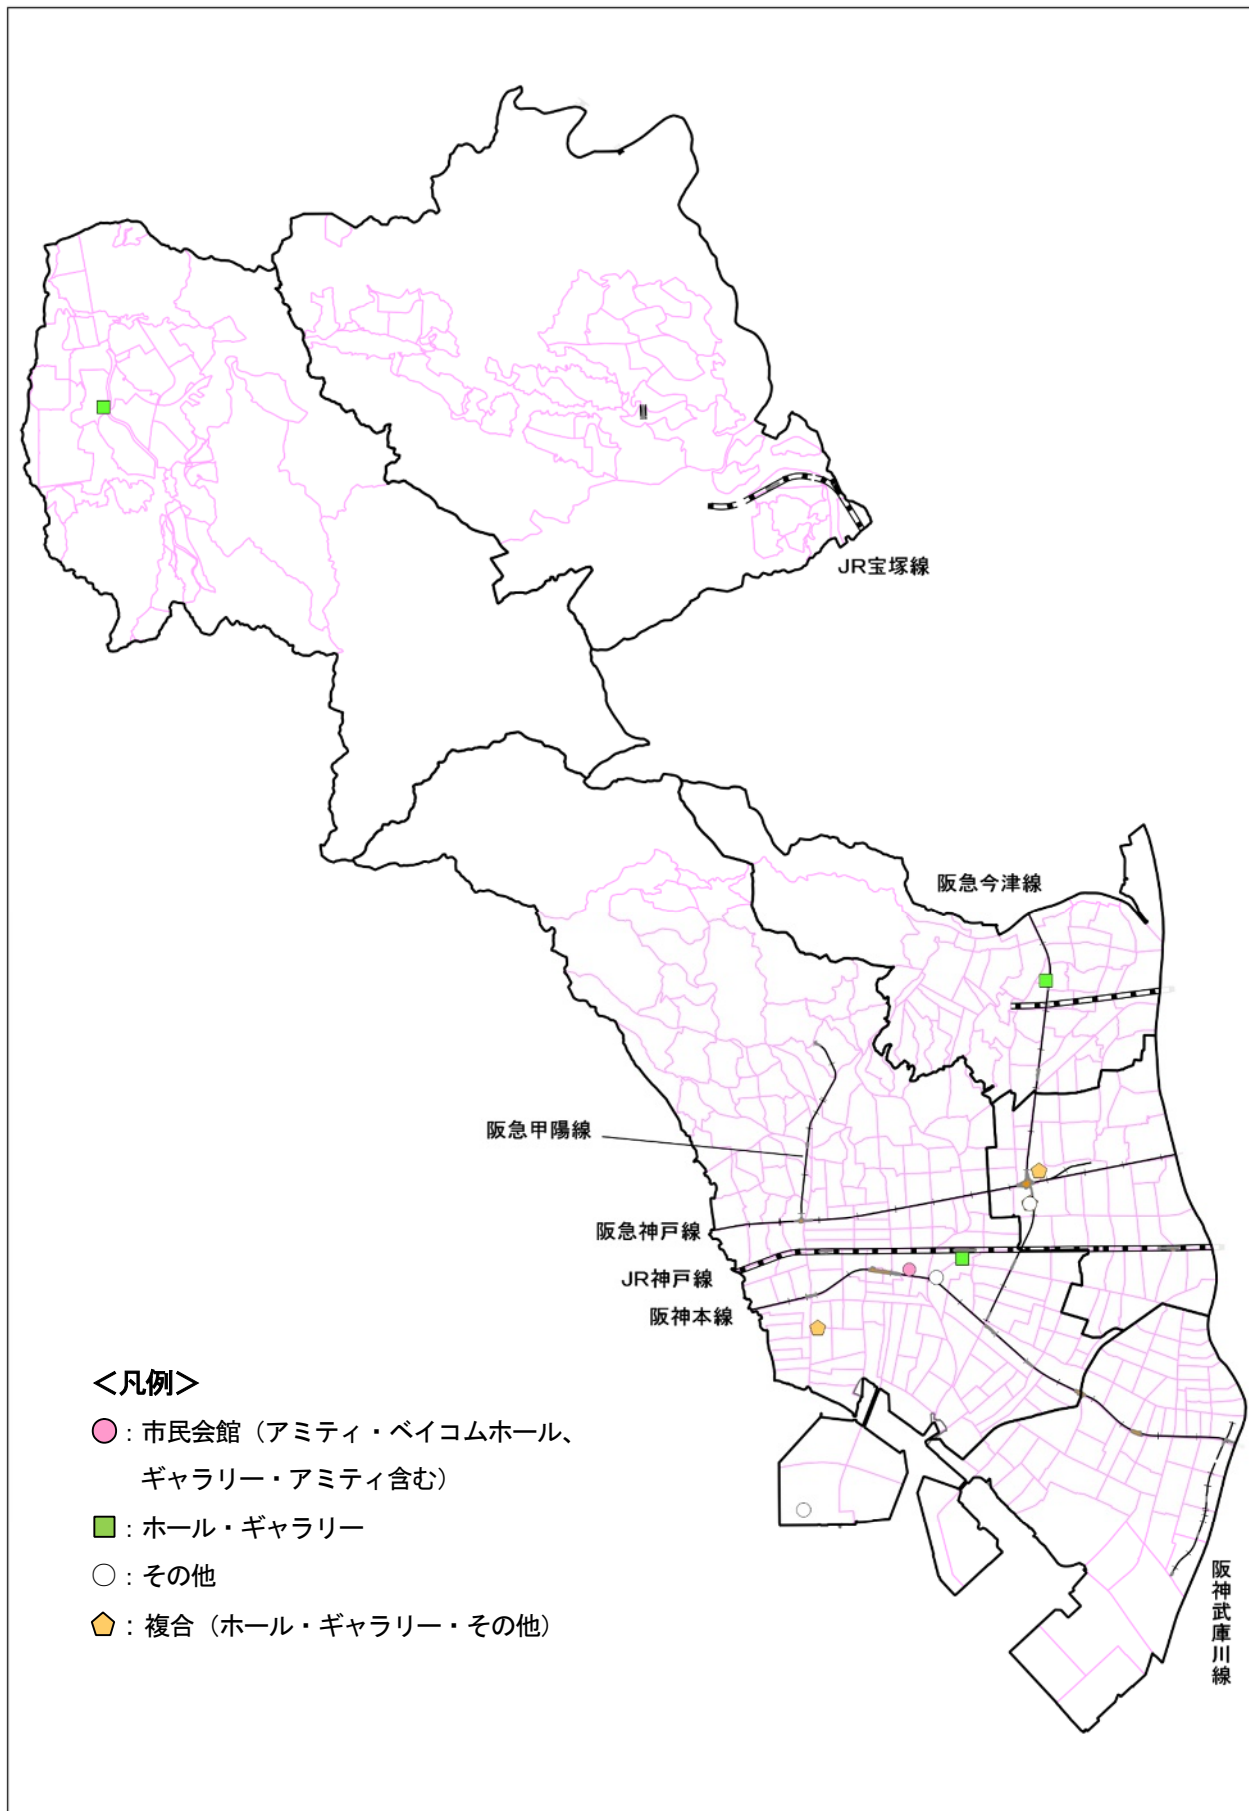 JR宝塚線
阪急今津線
阪急甲陽線
阪急神戸線
JR神戸線
阪神本線
＜凡例＞
：市民会館（アミティ・ベイコムホール、
ギャラリー・アミティ含む）
：ホール・ギャラリー
：その他
：複合（ホール・ギャラリー・その他）
阪神武庫川線